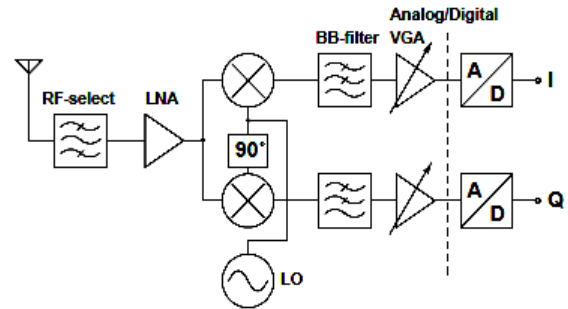 Analog/Digital
BB-filter VGA
RF-select LNA
A
D
I
90°
A
D
Q
LO